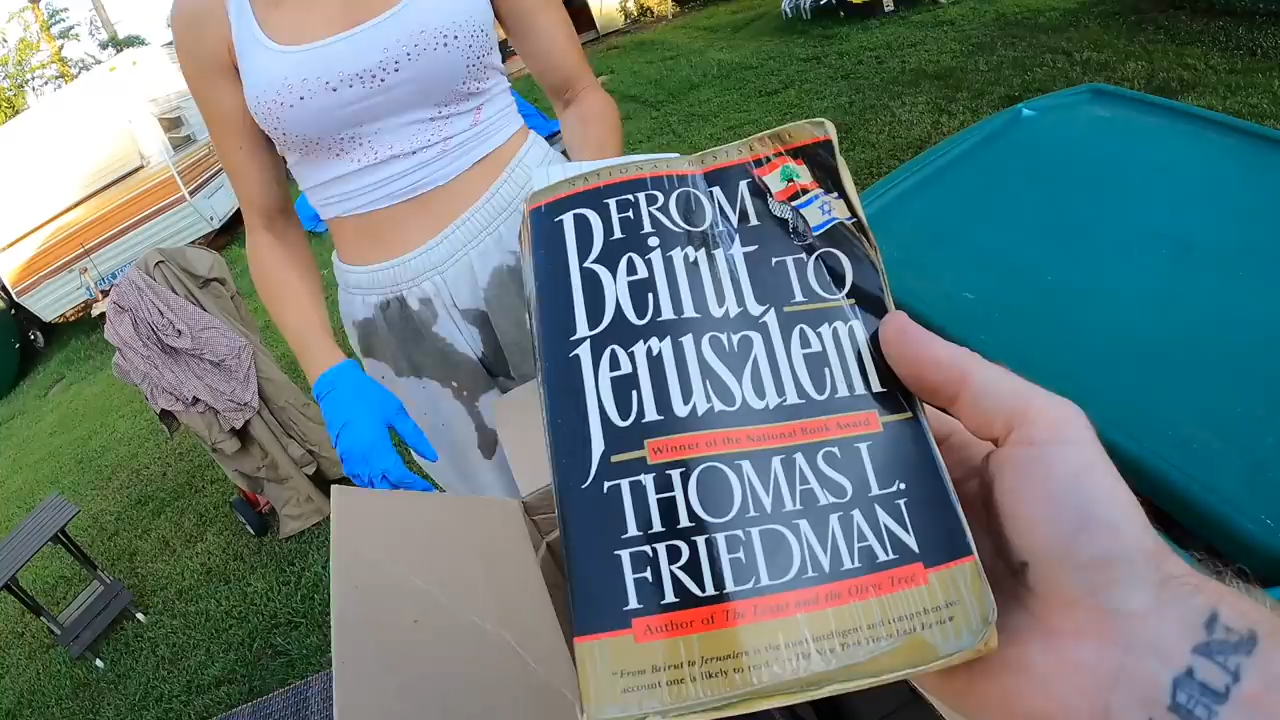 NATIONAL BESTSELLER
FROM
Beirut TO
Jerusalem
Winner of the National Book Award
THOMAS L.
FRIEDMAN
Author of The Lexus and the Olive Tree
"From Beirut to Jerusalem is the most intelligent and comprehensive
account one is likely to read." —The New York Times Book Review